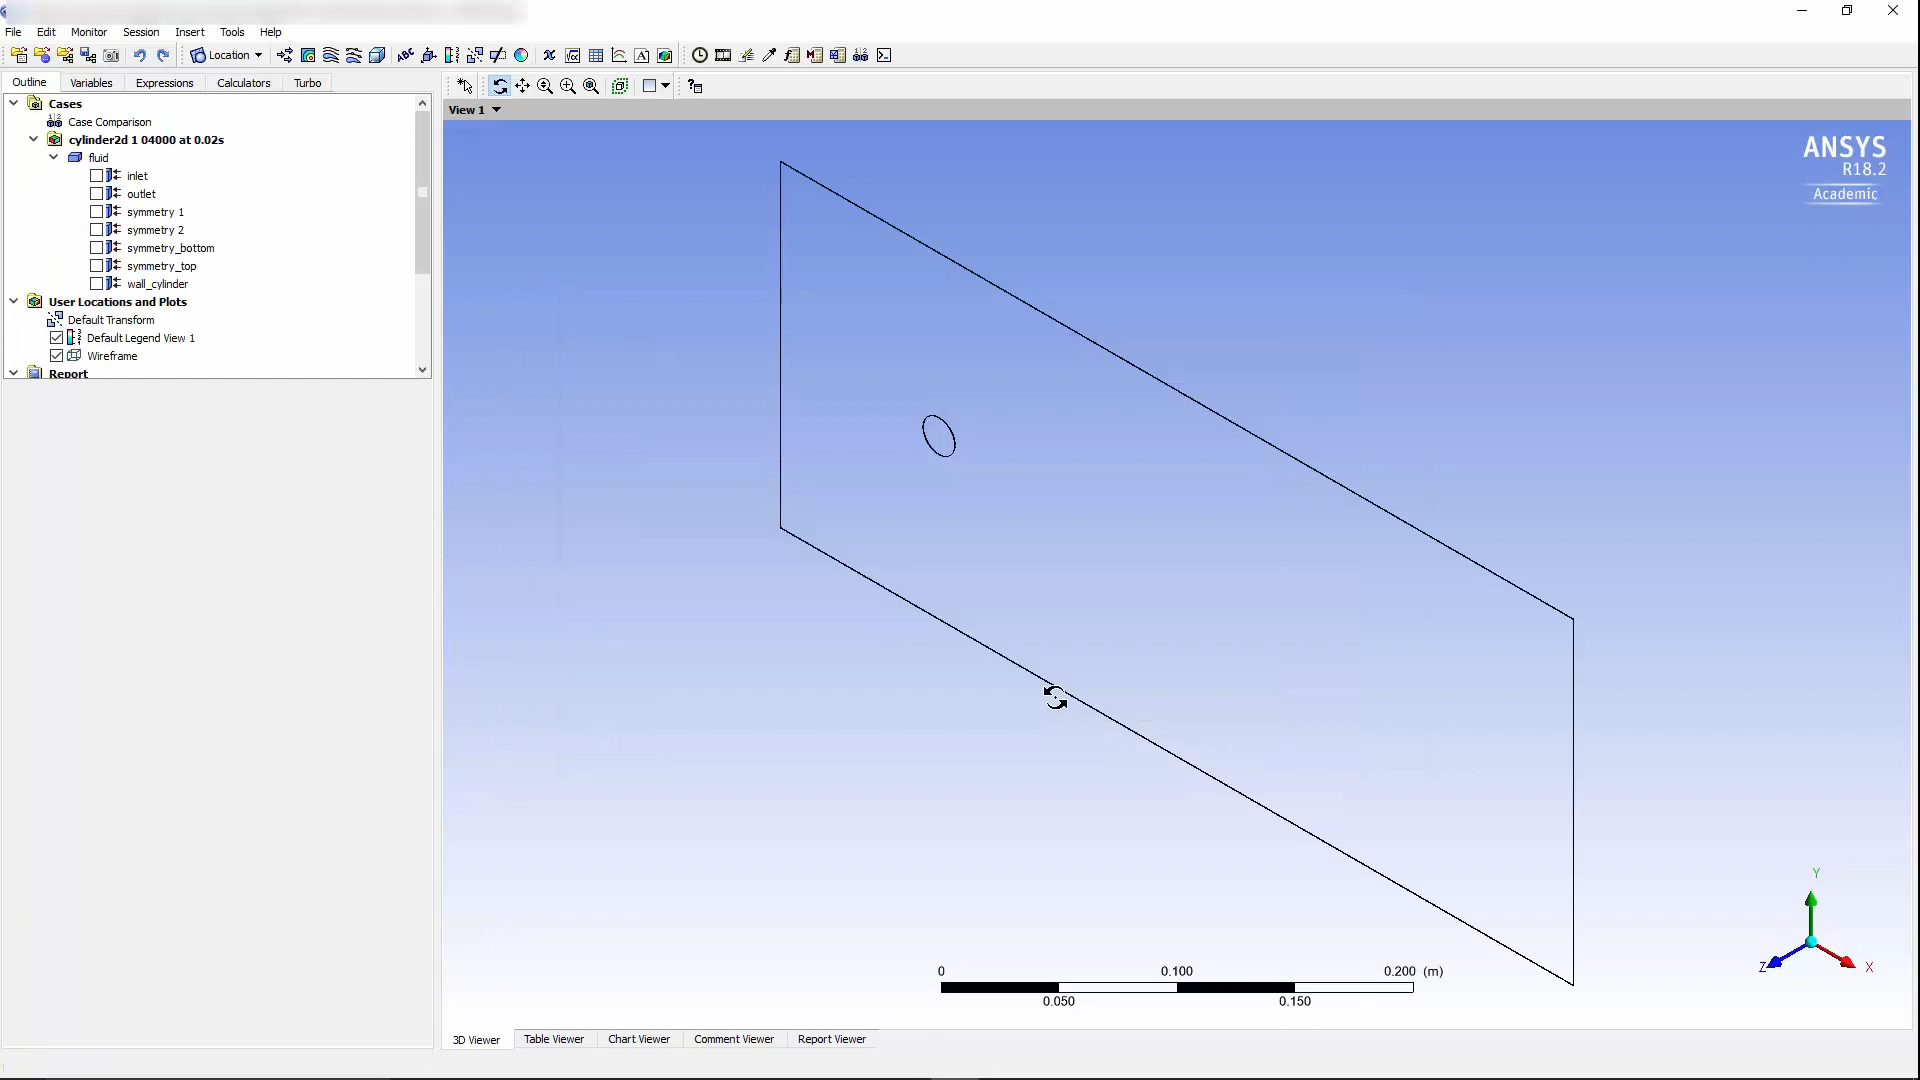 File Edit Monitor Session Insert Tools Help
Location
Outline Variables Expressions Calculators Turbo
Cases
Case Comparison
cylinder2d 1 04000 at 0.02s
fluid
inlet
outlet
symmetry 1
symmetry 2
symmetry_bottom
symmetry_top
wall_cylinder
User Locations and Plots
Default Transform
Default Legend View 1
Wireframe
Report
View 1
ANSYS
R18.2
Academic
0 0.100 0.200 (m)
0.050 0.150
Y
Z X
3D Viewer Table Viewer Chart Viewer Comment Viewer Report Viewer